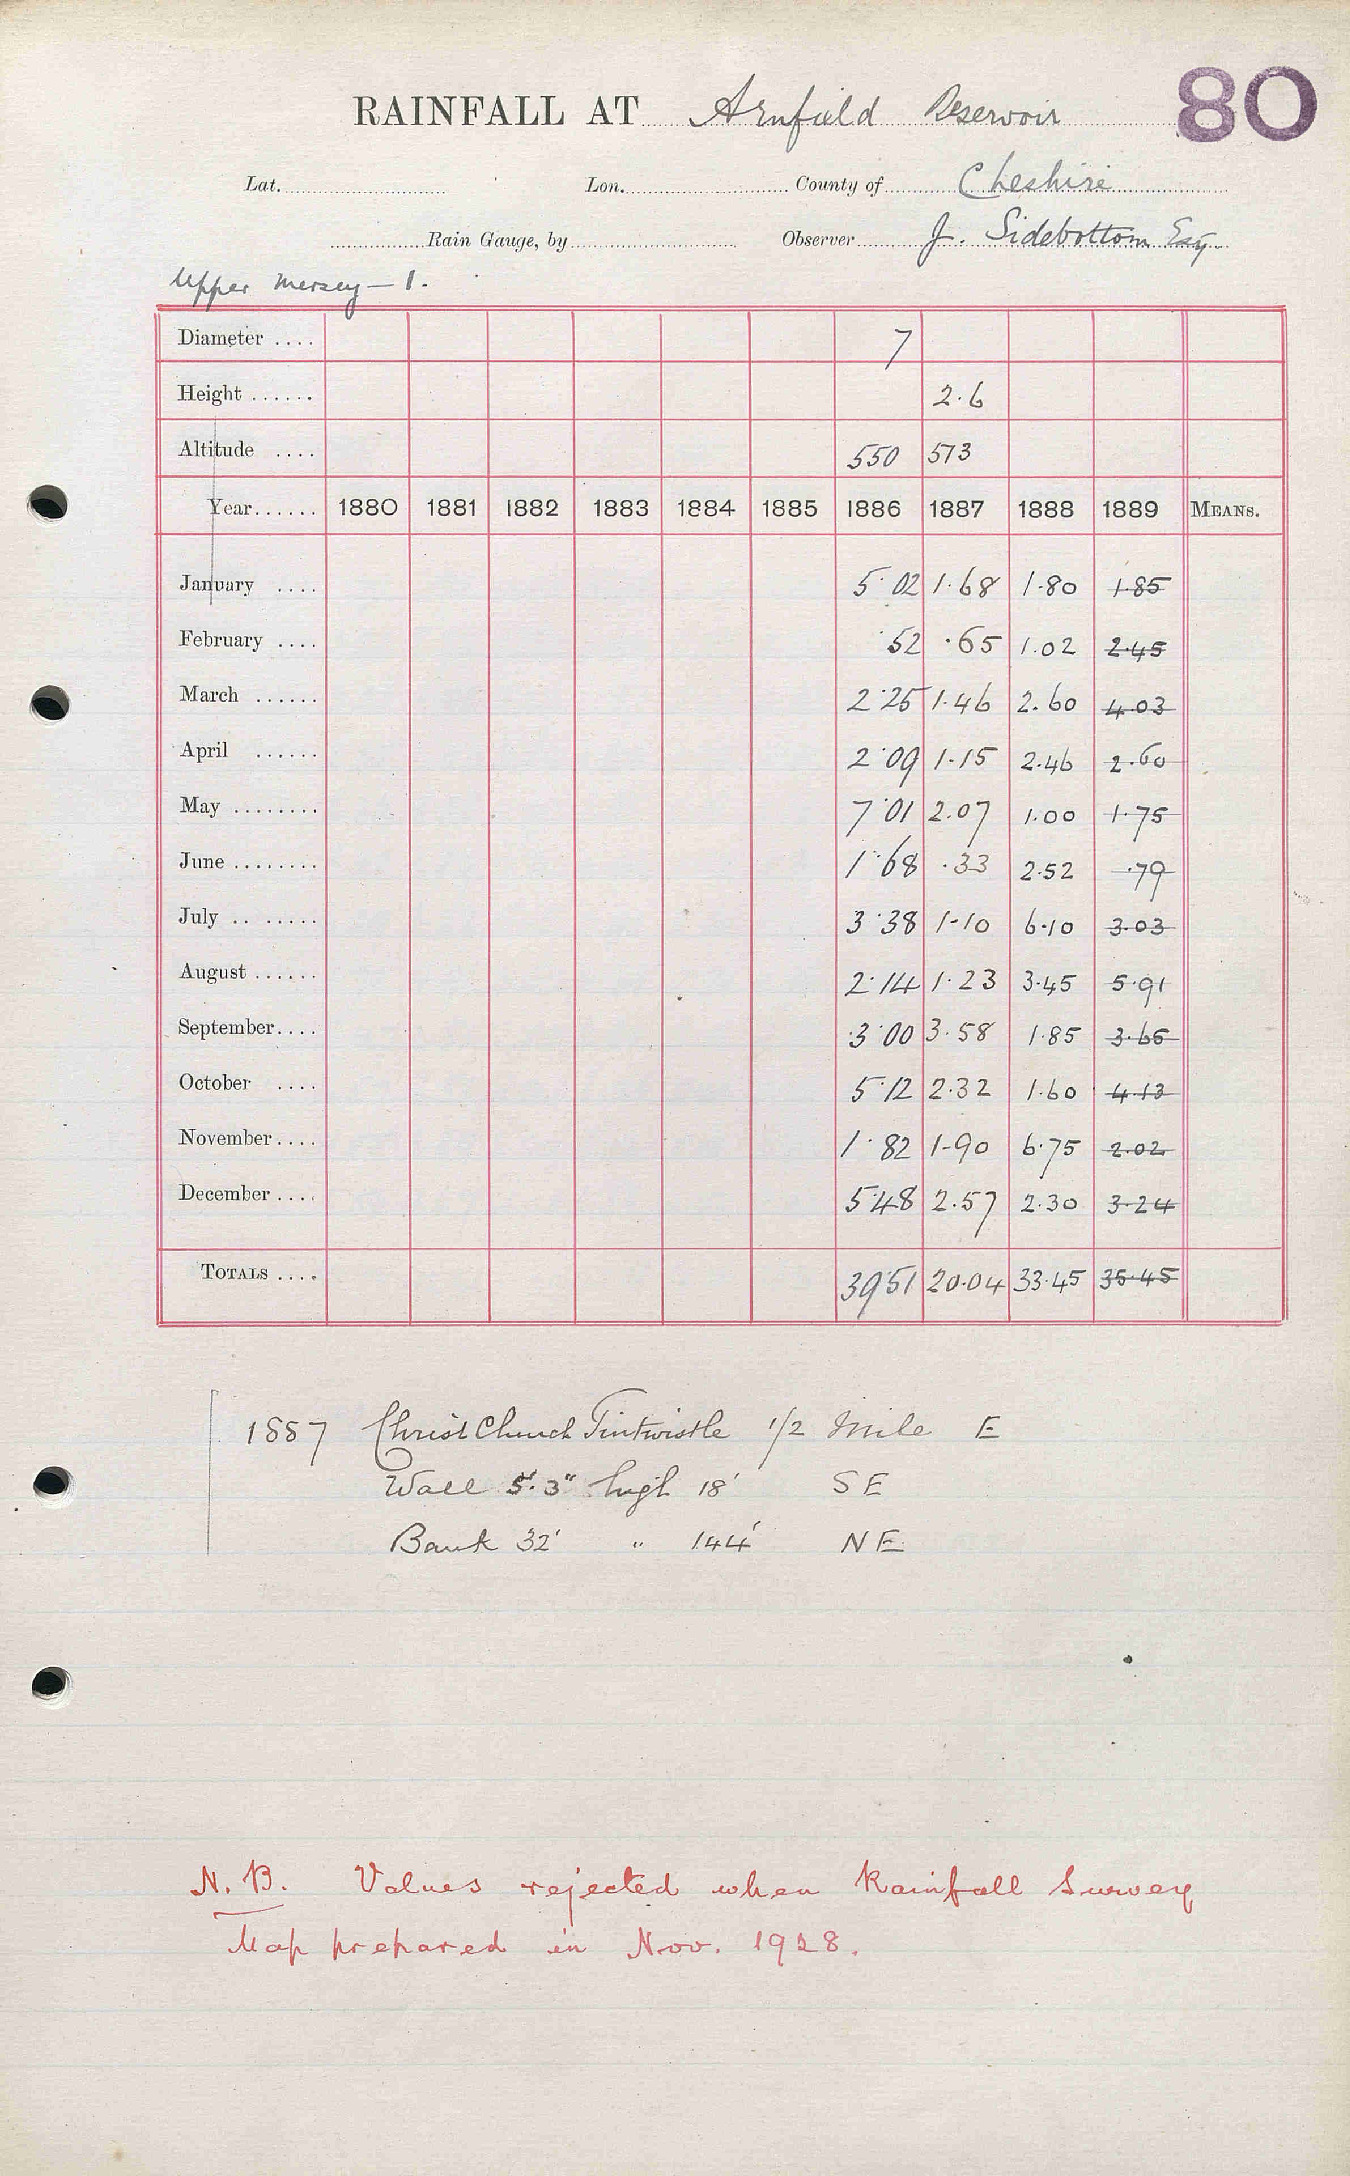 80
RAINFALL AT Arnfield Reservoir
Lat. Lon. County of Cheshire
Rain Gauge, by Observer J. Sidebottom Esq.
Upper Mersey — 1.
Diameter .... 7
Height ...... 2.6
Altitude .... 550 573
Year...... 1880 1881 1882 1883 1884 1885 1886 1887 1888 1889 MEANS.
January .... 5.02 1.68 1.80 1.85
February .... .52 .65 1.02 2.45
March ...... 2.25 1.46 2.60 4.03
April ...... 2.09 1.15 2.46 2.60
May ........ 7.01 2.07 1.00 1.75
June ........ 1.68 .33 2.52 .79
July .. ..... 3.38 1.10 6.10 3.03
August ...... 2.14 1.23 3.45 5.91
September.... 3.00 3.58 1.85 3.65
October .... 5.12 2.32 1.60 4.13
November.... 1.82 1.90 6.75 2.02
December .... 5.48 2.57 2.30 3.24
TOTALS .... 39.51 20.04 33.45 35.45
1887 Christ Church Tintwistle 1/2 Mile E
Wall 5'.3" high 18' SE
Bank 32' " 144' NE
N.B. Values rejected when Rainfall Survey
Map prepared in Nov. 1928.